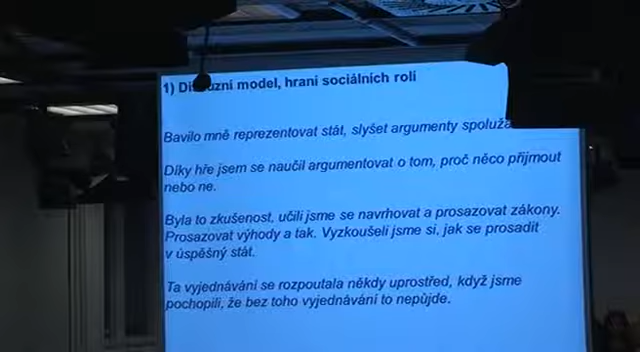 1) Diskuzní model, hraní sociálních rolí
Bavilo mně reprezentovat stát, slyšet argumenty
Díky hře jsem se naučil argumentovat o tom, proč něco přijmout
nebo ne.
Byla to zkušenost, učili jsme se navrhovat a prosazovat zákony.
Prosazovat výhody a tak. Vyzkoušeli jsme si, jak se prosadit
v úspěšný stát.
Ta vyjednávání se rozpoutala někdy uprostřed, když jsme
pochopili, že bez toho vyjednávání to nepůjde.